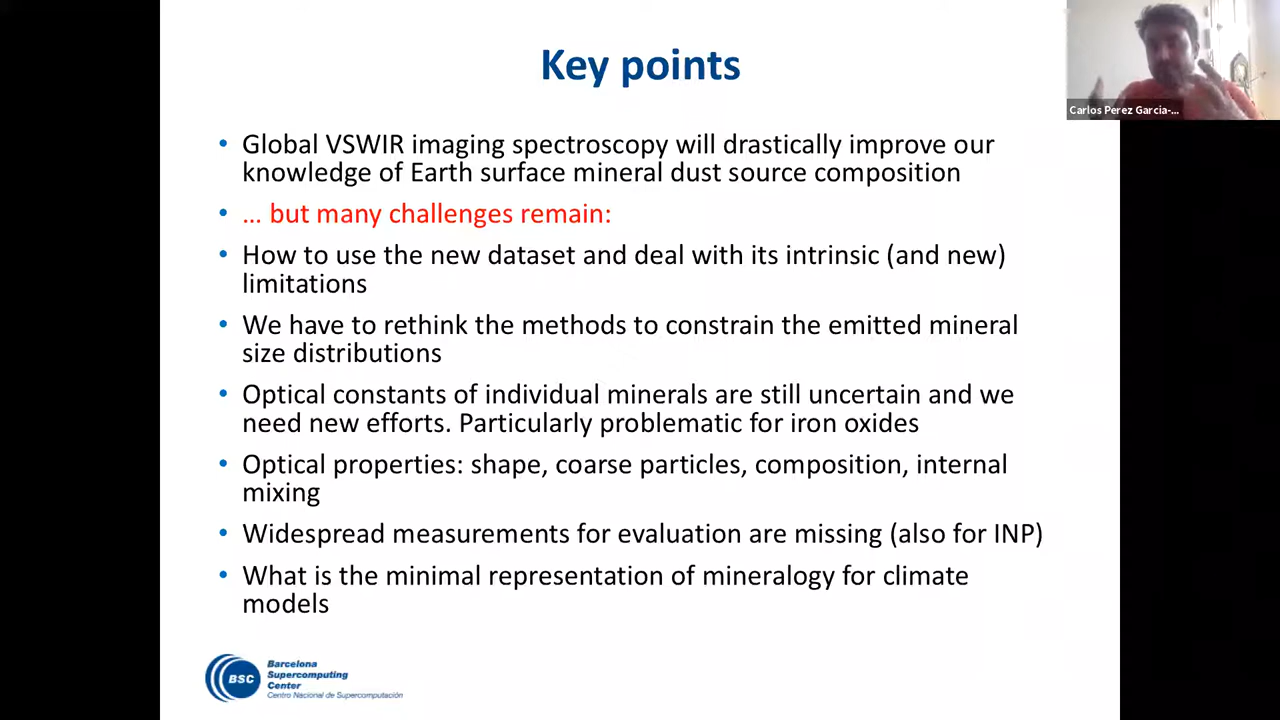 Key points
Carlos Perez Garcia-...
• Global VSWIR imaging spectroscopy will drastically improve our
knowledge of Earth surface mineral dust source composition
• … but many challenges remain:
• How to use the new dataset and deal with its intrinsic (and new)
limitations
• We have to rethink the methods to constrain the emitted mineral
size distributions
• Optical constants of individual minerals are still uncertain and we
need new efforts. Particularly problematic for iron oxides
• Optical properties: shape, coarse particles, composition, internal
mixing
• Widespread measurements for evaluation are missing (also for INP)
• What is the minimal representation of mineralogy for climate
models
BSC
Barcelona
Supercomputing
Center
Centro Nacional de Supercomputación